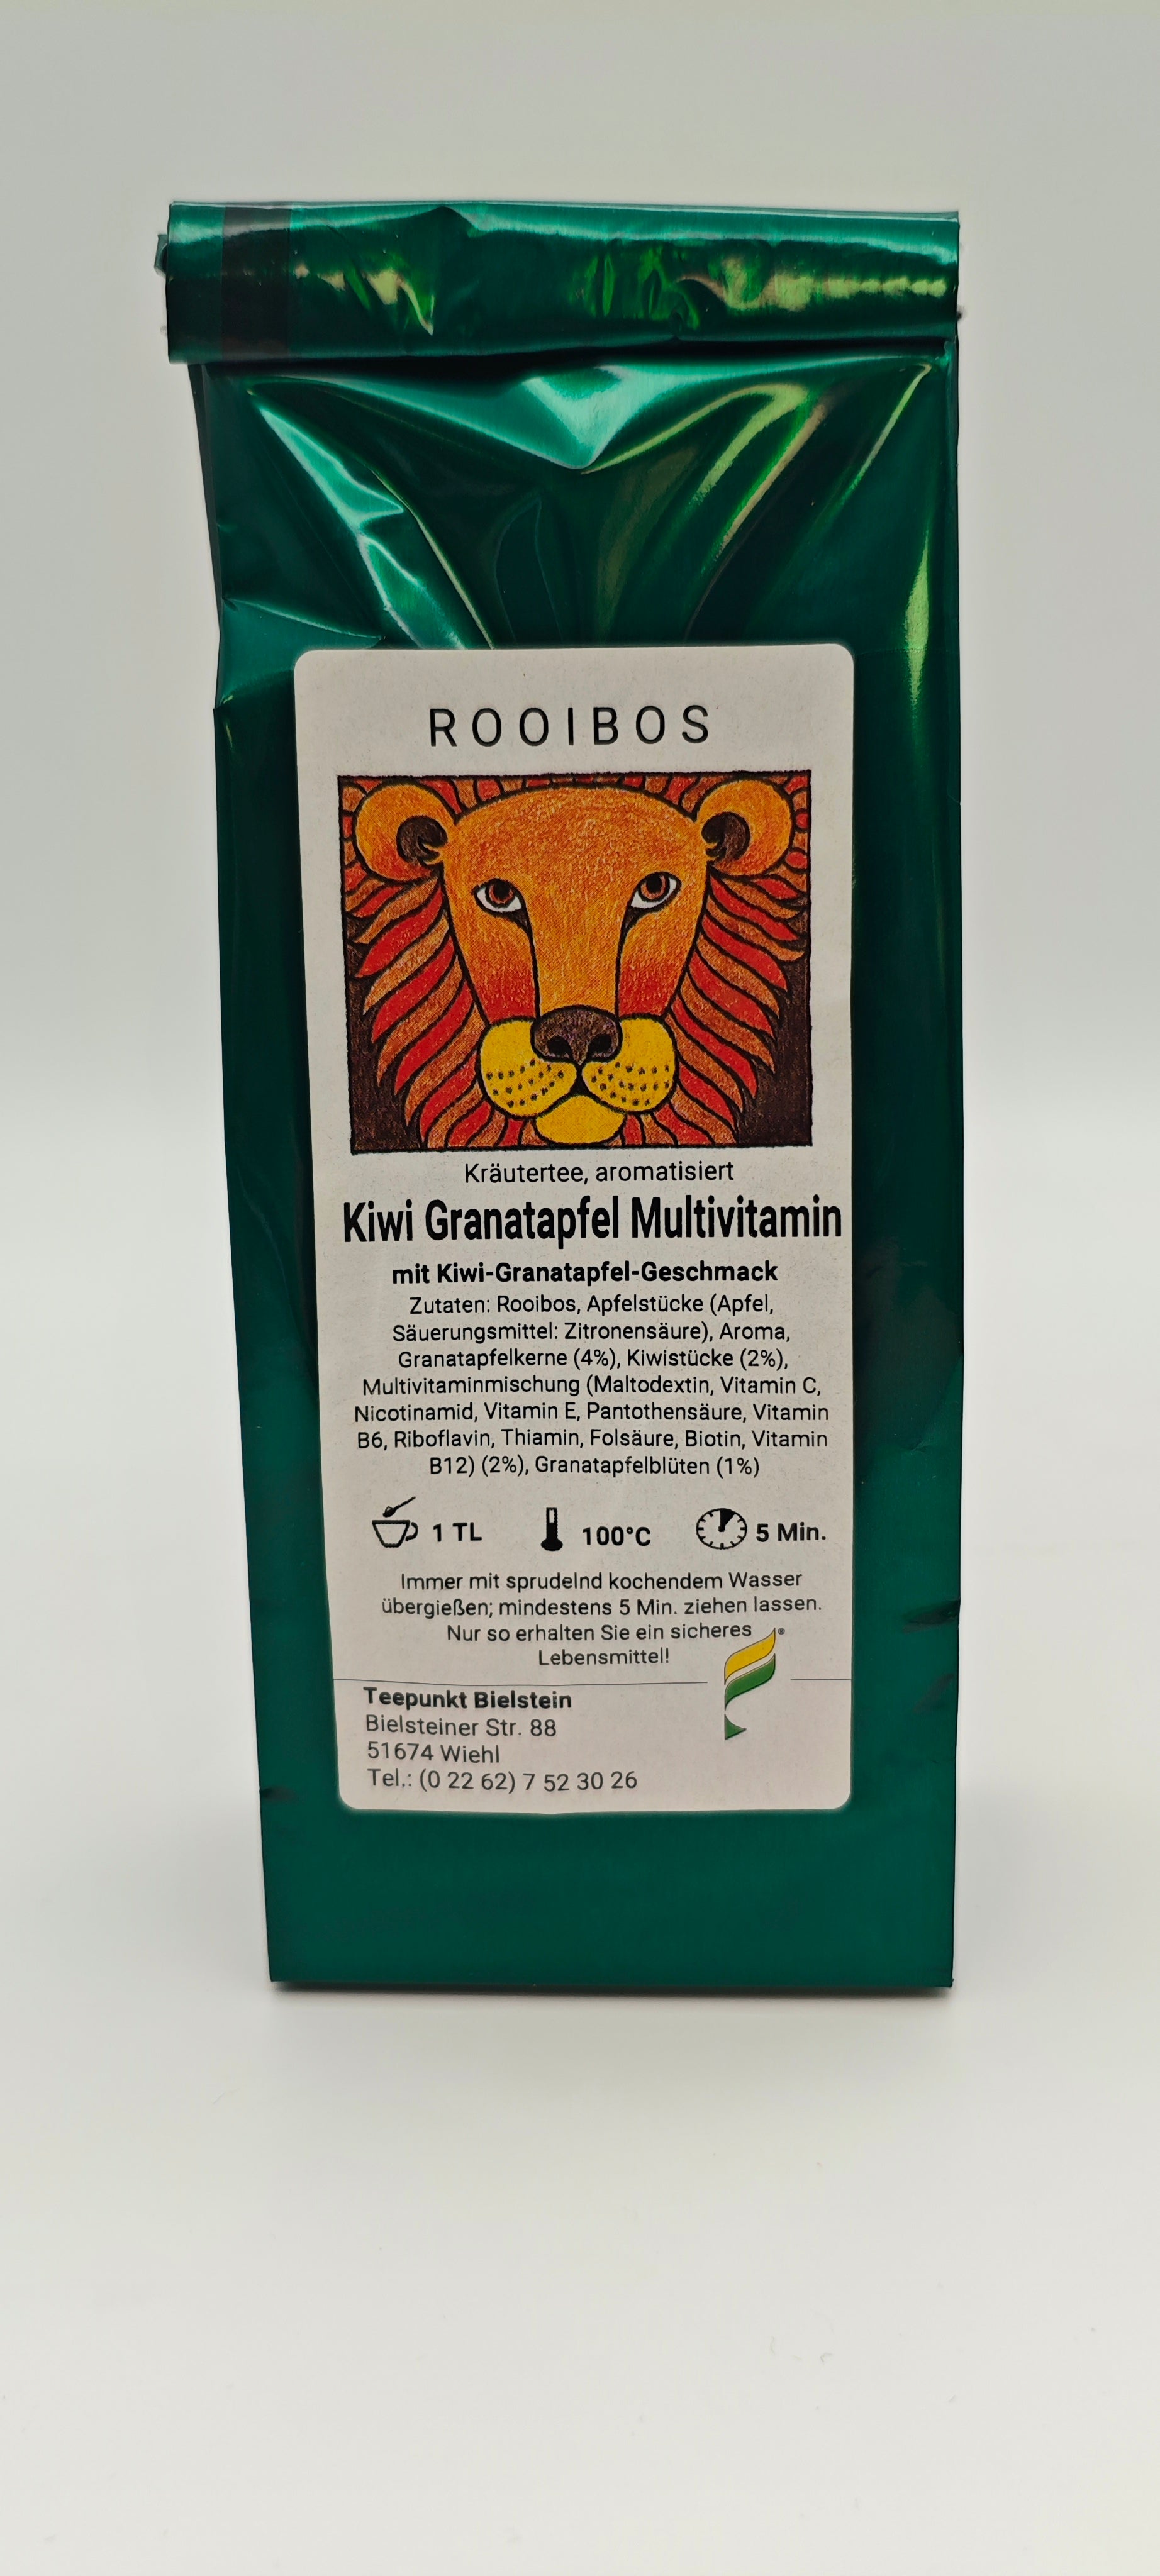 ROOIBOS
Kräutertee, aromatisiert
Kiwi Granatapfel Multivitamin
mit Kiwi-Granatapfel-Geschmack
Zutaten: Rooibos, Apfelstücke (Apfel,
Säuerungsmittel: Zitronensäure), Aroma,
Granatapfelkerne (4%), Kiwistücke (2%),
Multivitaminmischung (Maltodextin, Vitamin C,
Nicotinamid, Vitamin E, Pantothensäure, Vitamin
B6, Riboflavin, Thiamin, Folsäure, Biotin, Vitamin
B12) (2%), Granatapfelblüten (1%)
1 TL 100°C 5 Min.
Immer mit sprudelnd kochendem Wasser
übergießen; mindestens 5 Min. ziehen lassen.
Nur so erhalten Sie ein sicheres
Lebensmittel!
®
Teepunkt Bielstein
Bielsteiner Str. 88
51674 Wiehl
Tel.: (0 22 62) 7 52 30 26